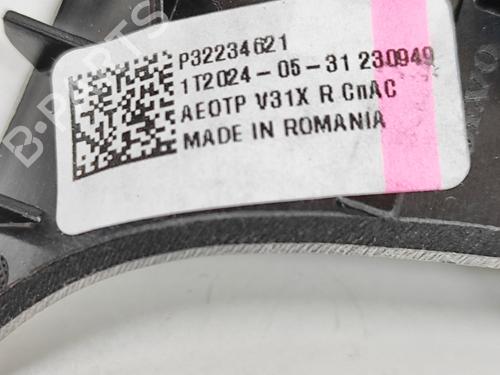 P32234621
1T2024-05-31 230949
AEOTP V31X R CnAC
MADE IN ROMANIA